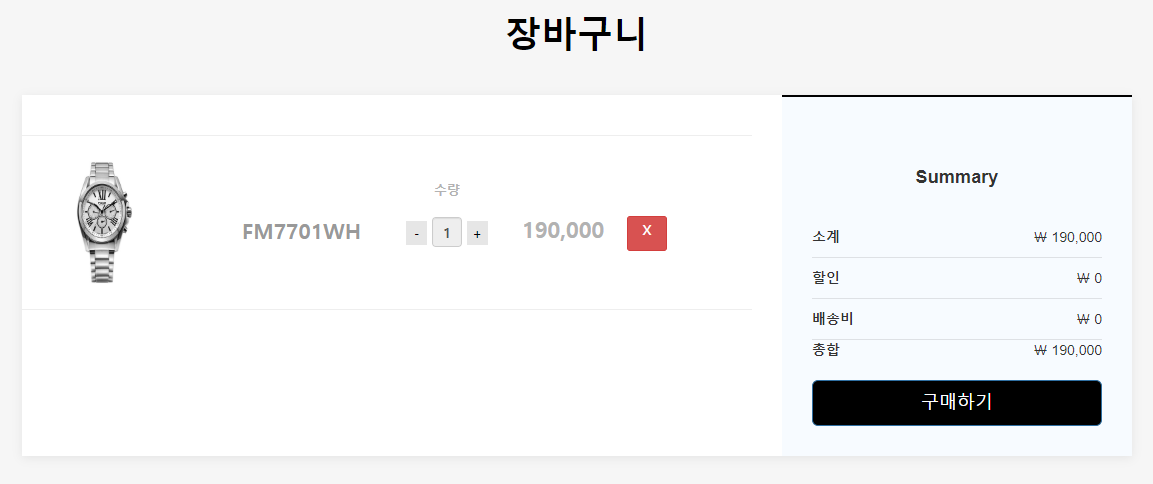 장바구니
수량
FM7701WH - 1 + 190,000 X
Summary
소계 ₩ 190,000
할인 ₩ 0
배송비 ₩ 0
총합 ₩ 190,000
구매하기